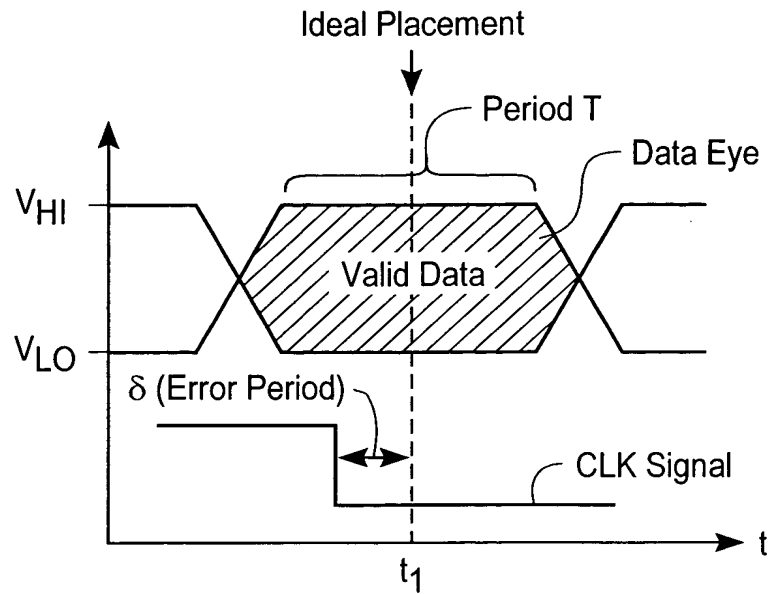 Ideal Placement
Period T
Data Eye
V_HI
Valid Data
V_LO
δ (Error Period)
CLK Signal
t
t_1